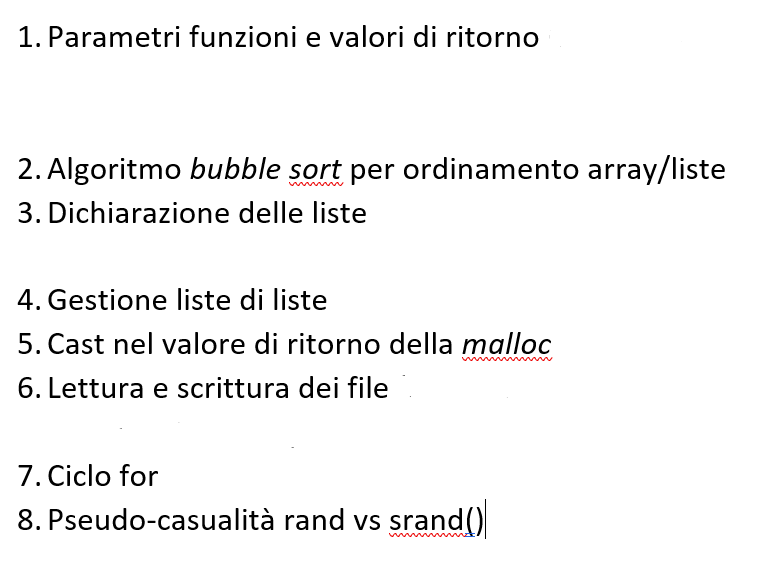 1. Parametri funzioni e valori di ritorno
2. Algoritmo bubble sort per ordinamento array/liste
3. Dichiarazione delle liste
4. Gestione liste di liste
5. Cast nel valore di ritorno della malloc
6. Lettura e scrittura dei file
7. Ciclo for
8. Pseudo-casualità rand vs srand()